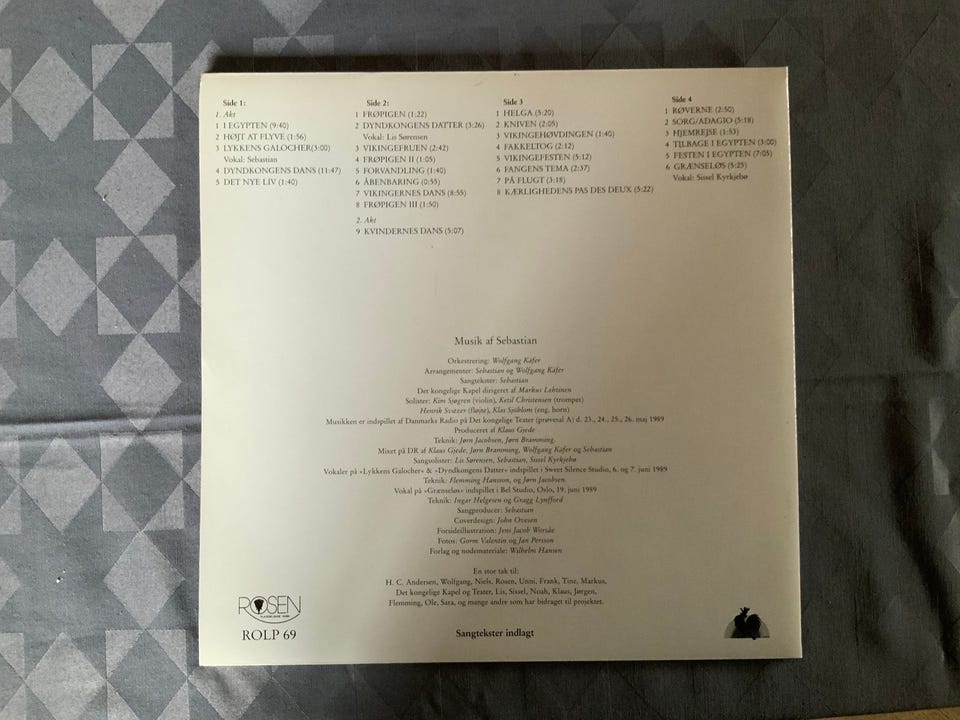 Side 1:
1. Akt
1 I EGYPTEN (9:40)
2 HØJT AT FLYVE (1:56)
3 LYKKENS GALOCHER(3:00)
Vokal: Sebastian
4 DYNDKONGENS DANS (11:47)
5 DET NYE LIV (1:40)
Side 2:
1 FRØPIGEN (1:22)
2 DYNDKONGENS DATTER (3:26)
Vokal: Lis Sørensen
3 VIKINGEFRUEN (2:42)
4 FRØPIGEN II (1:05)
5 FORVANDLING (1:40)
6 ÅBENBARING (0:55)
7 VIKINGERNES DANS (8:55)
8 FRØPIGEN III (1:50)
2. Akt
9 KVINDERNES DANS (5:07)
Side 3
1 HELGA (3:20)
2 KNIVEN (2:05)
3 VIKINGEHØVDINGEN (1:40)
4 FAKKELTOG (2:12)
5 VIKINGEFESTEN (5:12)
6 FANGENS TEMA (2:37)
7 PÅ FLUGT (3:18)
8 KÆRLIGHEDENS PAS DES DEUX (5:22)
Side 4
1 RØVERNE (2:50)
2 SORG/ADAGIO (5:18)
3 HJEMREJSE (1:53)
4 TILBAGE I EGYPTEN (3:00)
5 FESTEN I EGYPTEN (7:05)
6 GRÆNSELØS (5:25)
Vokal: Sissel Kyrkjebø
Musik af Sebastian
Orkestrering: Wolfgang Käfer
Arrangementer: Sebastian og Wolfgang Käfer
Sangtekster: Sebastian
Det kongelige Kapel dirigeret af Markus Lehtinen
Solister: Kim Sjøgren (violin), Ketil Christensen (trompet)
Henrik Svitzer (fløjte), Klas Sjöblom (eng. horn)
Musikken er indspillet af Danmarks Radio på Det kongelige Teater (prøvesal A) d. 23., 24., 25., 26. maj 1989
Produceret af Klaus Gjede
Teknik: Jørn Jacobsen, Jørn Bramming.
Mixet på DR af Klaus Gjede, Jørn Bramming, Wolfgang Käfer og Sebastian
Sangsolister: Lis Sørensen, Sebastian, Sissel Kyrkjebø
Vokaler på »Lykkens Galocher« & »Dyndkongens Datter« indspillet i Sweet Silence Studio, 6. og 7. juni 1989
Teknik: Flemming Hansson, og Jørn Jacobsen.
Vokal på »Grænseløs« indspillet i Bel Studio, Oslo, 19. juni 1989
Teknik: Ingar Helgesen og Gragg Lynfford
Sangproducer: Sebastian
Coverdesign: John Ovesen
Forsideillustration: Jens Jacob Worsåe
Fotos: Gorm Valentin og Jan Persson
Forlag og nodemateriale: Wilhelm Hansen
En stor tak til:
H. C. Andersen, Wolfgang, Niels, Rosen, Unni, Frank, Tine, Markus,
Det kongelige Kapel og Teater, Lis, Sissel, Noah, Klaus, Jørgen,
Flemming, Ole, Sara, og mange andre som har bidraget til projektet.
ROSEN
ROLP 69
Sangtekster indlagt